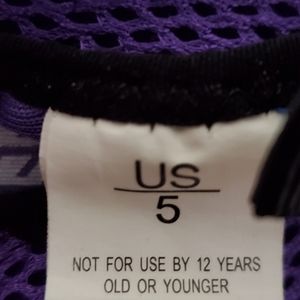 US
5
NOT FOR USE BY 12 YEARS
OLD OR YOUNGER